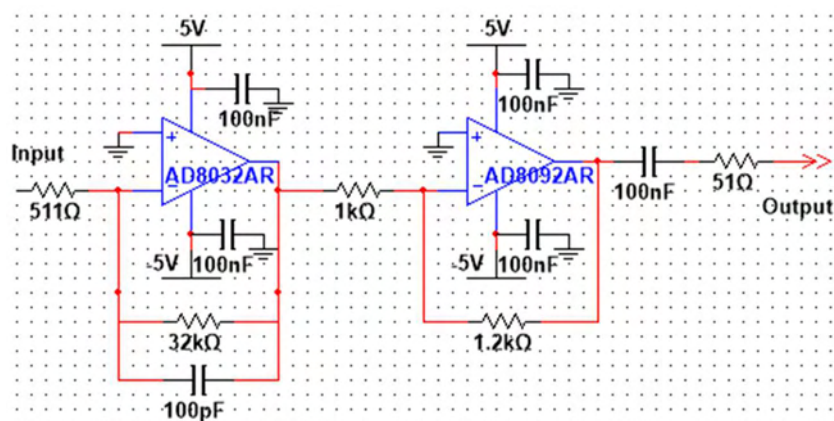 5V
5V
100nF
100nF
+
+
Input
AD8032AR
AD8092AR
-
-
511Ω
1kΩ
100nF
51Ω
Output
-5V
100nF
-5V
100nF
32kΩ
1.2kΩ
100pF